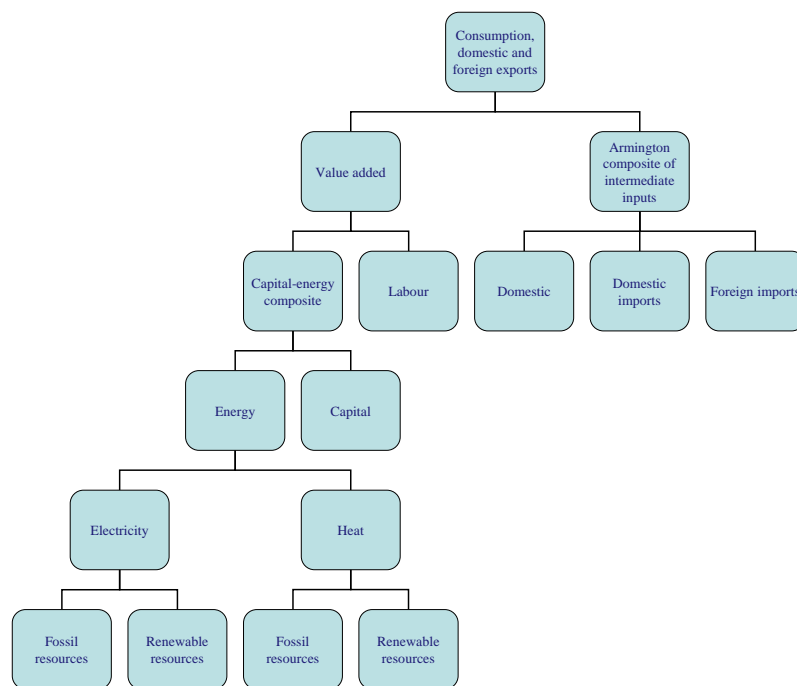 Consumption,
domestic and
foreign exports
Value added
Armington
composite of
intermediate
inputs
Capital-energy
composite
Labour
Domestic
Domestic
imports
Foreign imports
Energy
Capital
Electricity
Heat
Fossil
resources
Renewable
resources
Fossil
resources
Renewable
resources